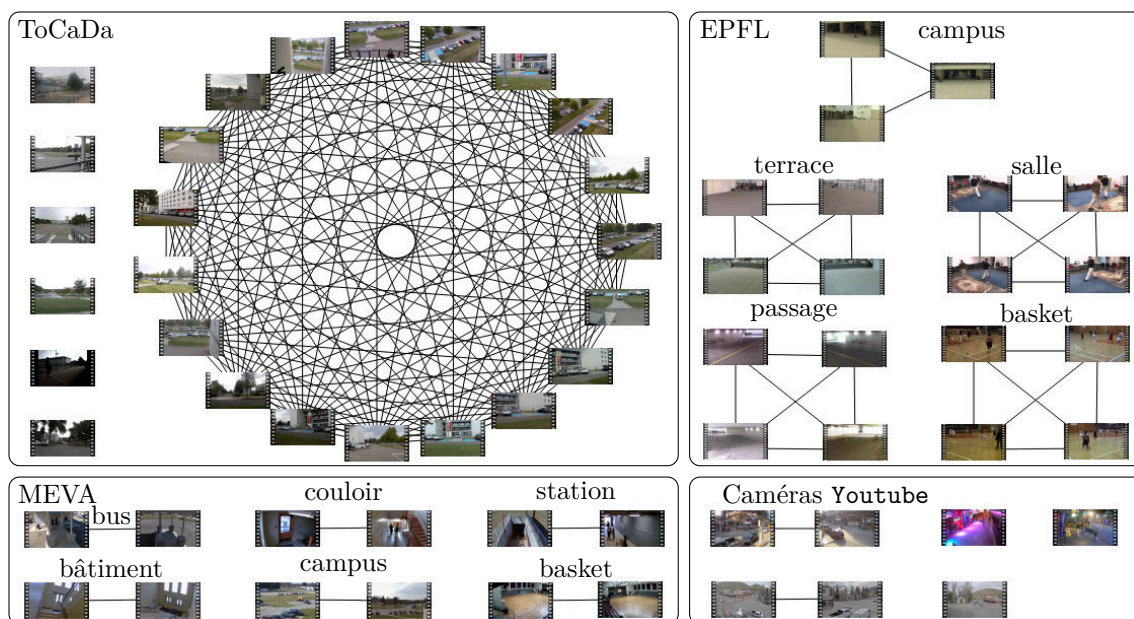 ToCaDa
EPFL
campus
terrace
salle
passage
basket
MEVA
bus
couloir
station
bâtiment
campus
basket
Caméras Youtube